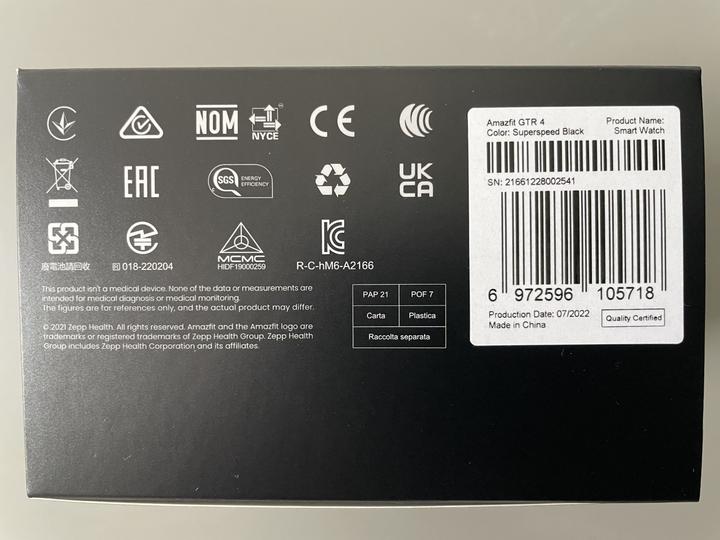 NOM
NYCE
CE
EAC
SGS
ENERGY
EFFICIENCY
UK
CA
廢電池請回收
018-220204
MCMC
HIDF19000259
R-C-hM6-A2166
This product isn't a medical device. None of the data or measurements are
intended for medical diagnosis or medical monitoring.
The figures are for references only, and the actual product may differ.
© 2021 Zepp Health. All rights reserved. Amazfit and the Amazfit logo are
trademarks or registered trademarks of Zepp Health Group. Zepp Health
Group includes Zepp Health Corporation and its affiliates.
PAP 21 POF 7
Carta Plastica
Raccolta separata
Amazfit GTR 4 Product Name:
Color: Superspeed Black Smart Watch
SN: 21661228002541
6 972596 105718
Production Date: 07/2022
Made in China
Quality Certified